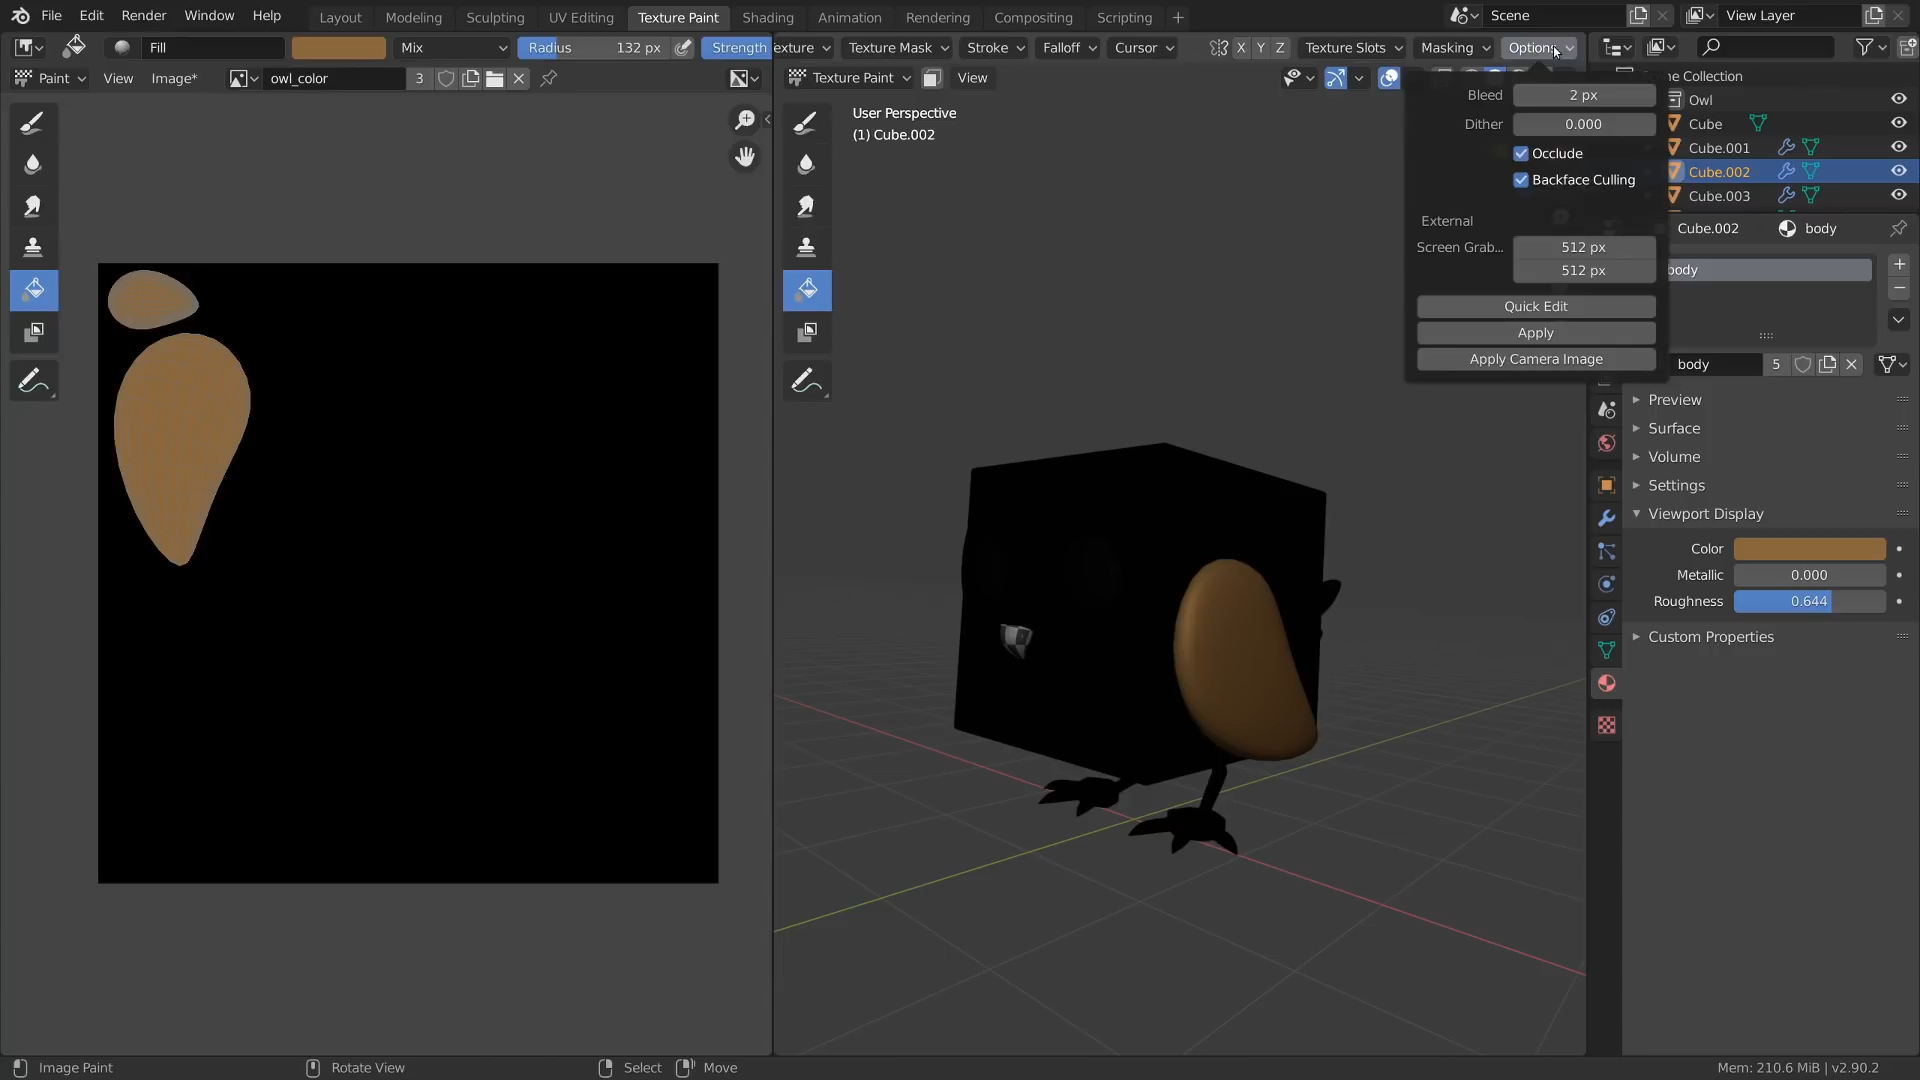 File Edit Render Window Help Layout Modeling Sculpting UV Editing Texture Paint Shading Animation Rendering Compositing Scripting + Scene View Layer
Fill Mix Radius 132 px Strength exture Texture Mask Stroke Falloff Cursor X Y Z Texture Slots Masking Options
Paint View Image* owl_color 3 Texture Paint View
User Perspective
(1) Cube.002
Bleed 2 px
Dither 0.000
Occlude
Backface Culling
External
Screen Grab... 512 px
512 px
Quick Edit
Apply
Apply Camera Image
ene Collection
Owl
Cube
Cube.001
Cube.002
Cube.003
Cube.002 body
body
body 5
Preview
Surface
Volume
Settings
Viewport Display
Color
Metallic 0.000
Roughness 0.644
Custom Properties
Image Paint Rotate View Select Move Mem: 210.6 MiB | v2.90.2